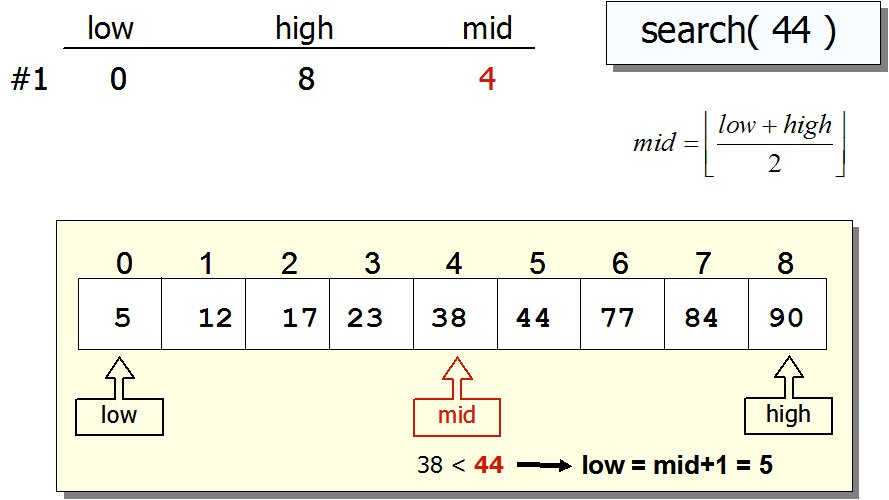 low high mid
search( 44 )
#1 0 8 4
mid = ⌊ low + high / 2 ⌋
0 1 2 3 4 5 6 7 8
5 12 17 23 38 44 77 84 90
low mid high
38 < 44 → low = mid+1 = 5